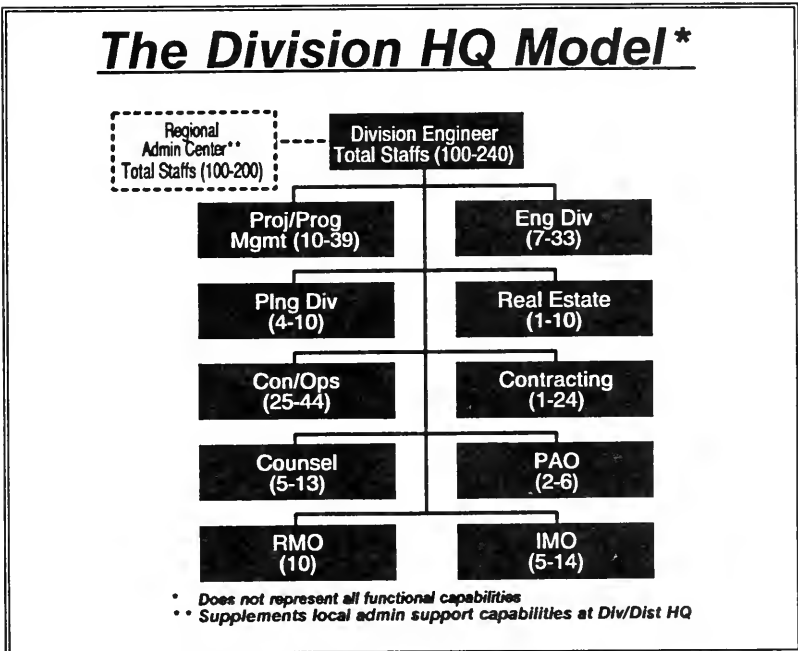 The Division HQ Model*
Regional
Admin Center**
Total Staffs (100-200)
Division Engineer
Total Staffs (100-240)
Proj/Prog
Mgmt (10-39)
Eng Div
(7-33)
Plng Div
(4-10)
Real Estate
(1-10)
Con/Ops
(25-44)
Contracting
(1-24)
Counsel
(5-13)
PAO
(2-6)
RMO
(10)
IMO
(5-14)
* Does not represent all functional capabilities
** Supplements local admin support capabilities at Div/Dist HQ